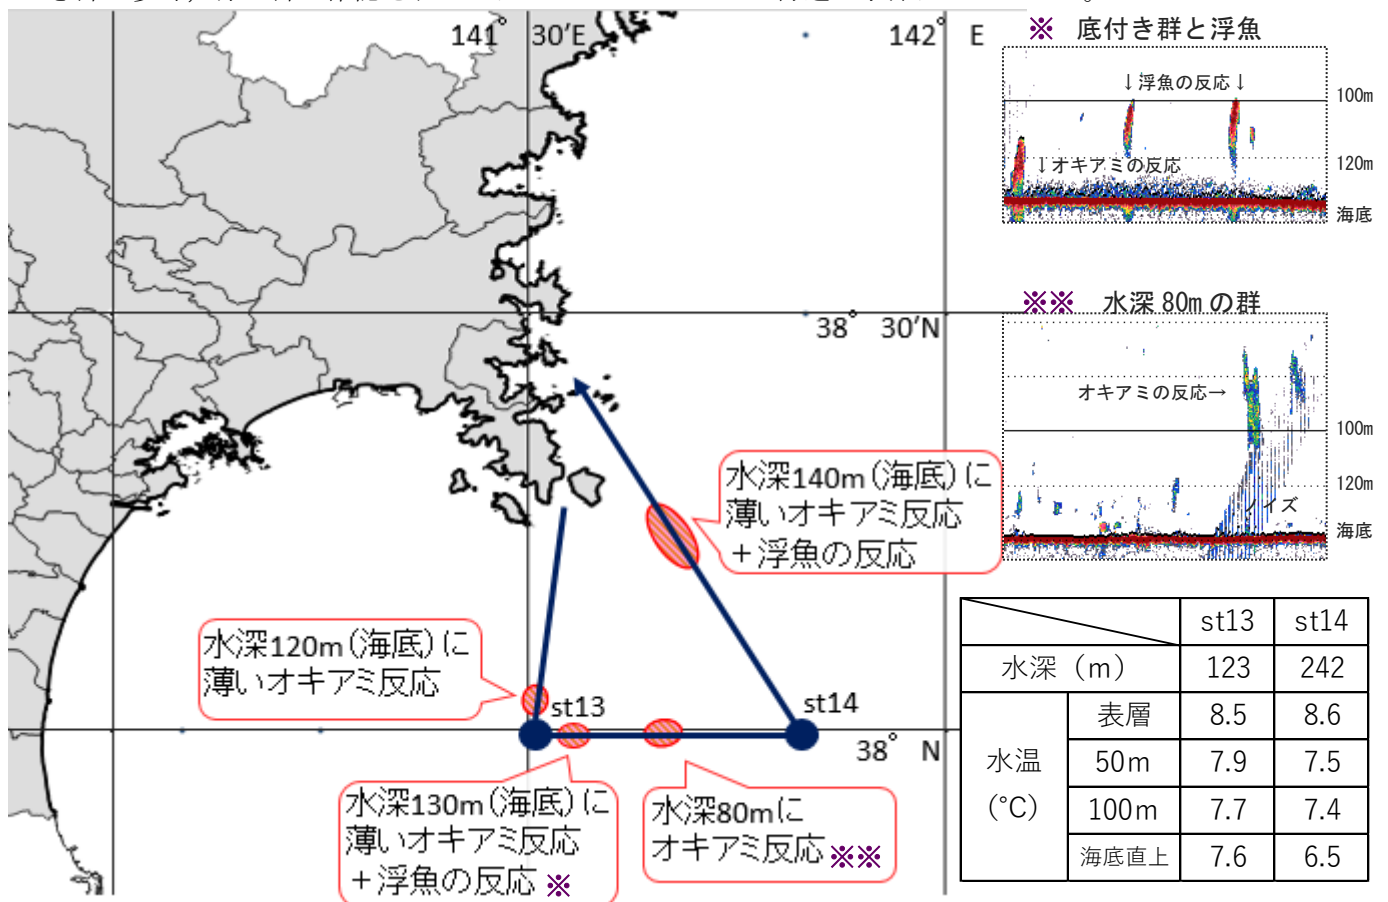 141° 30'E
142° E
38° 30'N
水深140m(海底)に
薄いオキアミ反応
+浮魚の反応
水深120m(海底)に
薄いオキアミ反応
st13
st14
38° N
水深130m(海底)に
薄いオキアミ反応
+浮魚の反応 ※
水深80mに
オキアミ反応 ※※
※ 底付き群と浮魚
↓浮魚の反応↓
100m
↓オキアミの反応
120m
海底
※※ 水深80mの群
オキアミの反応→
100m
120m
ノイズ
海底
st13 st14
水深(m) 123 242
水温(℃)
表層 8.5 8.6
50m 7.9 7.5
100m 7.7 7.4
海底直上 7.6 6.5